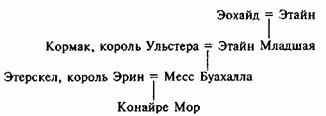 Эохайд = Этайн
Кормак, король Ульстера = Этайн Младшая
Этерскел, король Эрин = Месс Буахалла
Конайре Мор